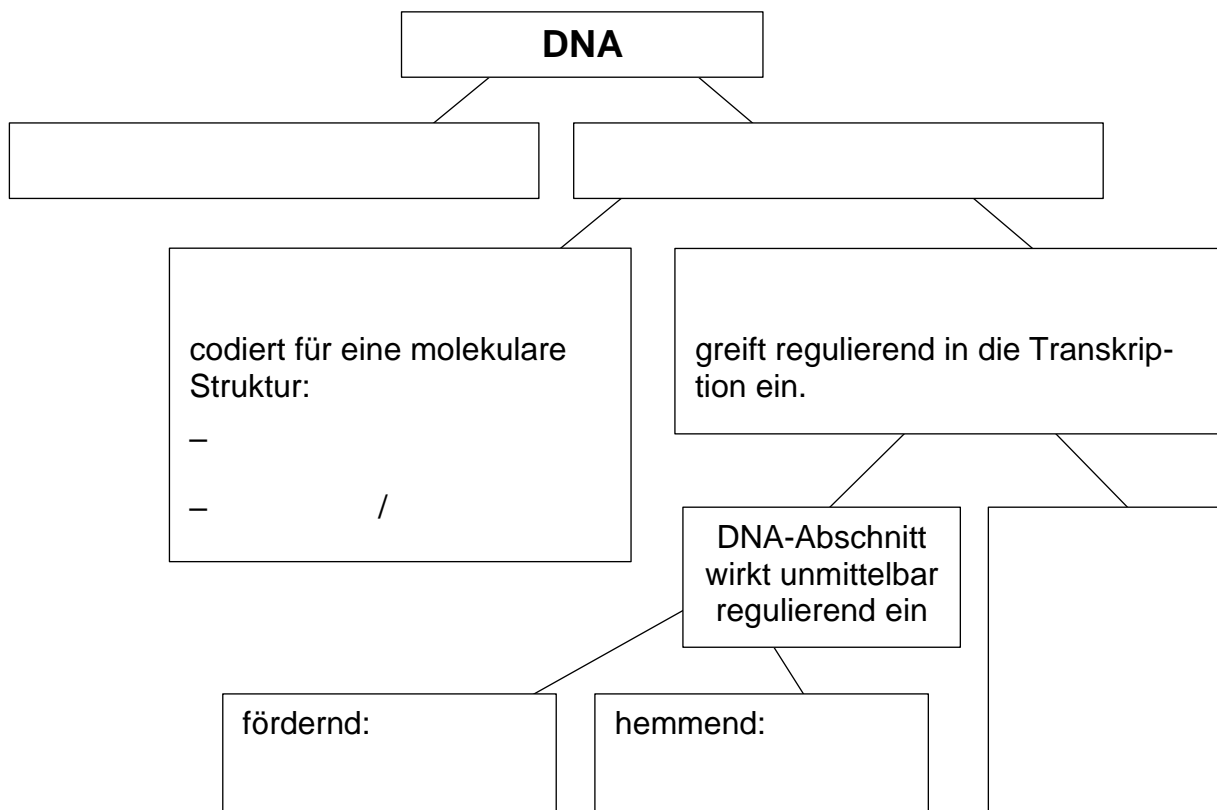 DNA
codiert für eine molekulare
Struktur:
–
– /
greift regulierend in die Transkrip-
tion ein.
DNA-Abschnitt
wirkt unmittelbar
regulierend ein
fördernd:
hemmend: